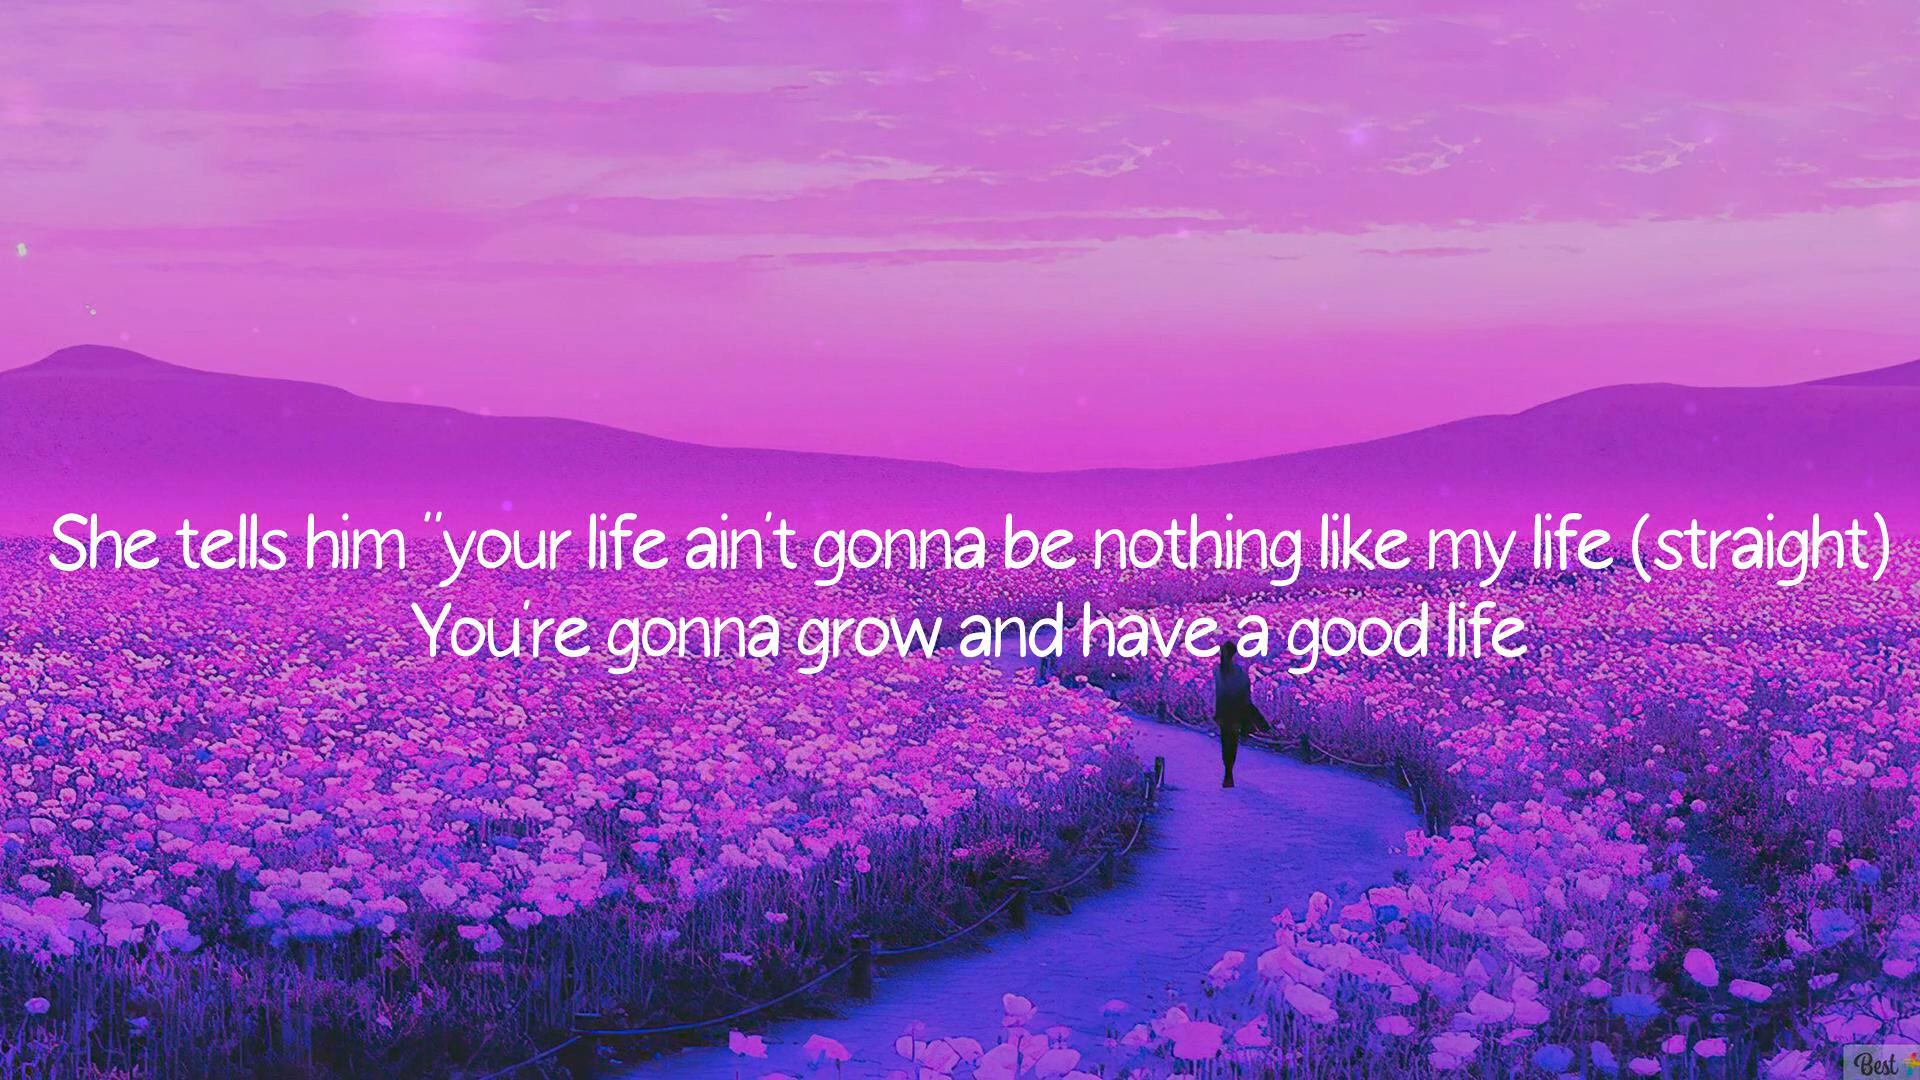 She tells him "your life ain't gonna be nothing like my life (straight)
You're gonna grow and have a good life
Best